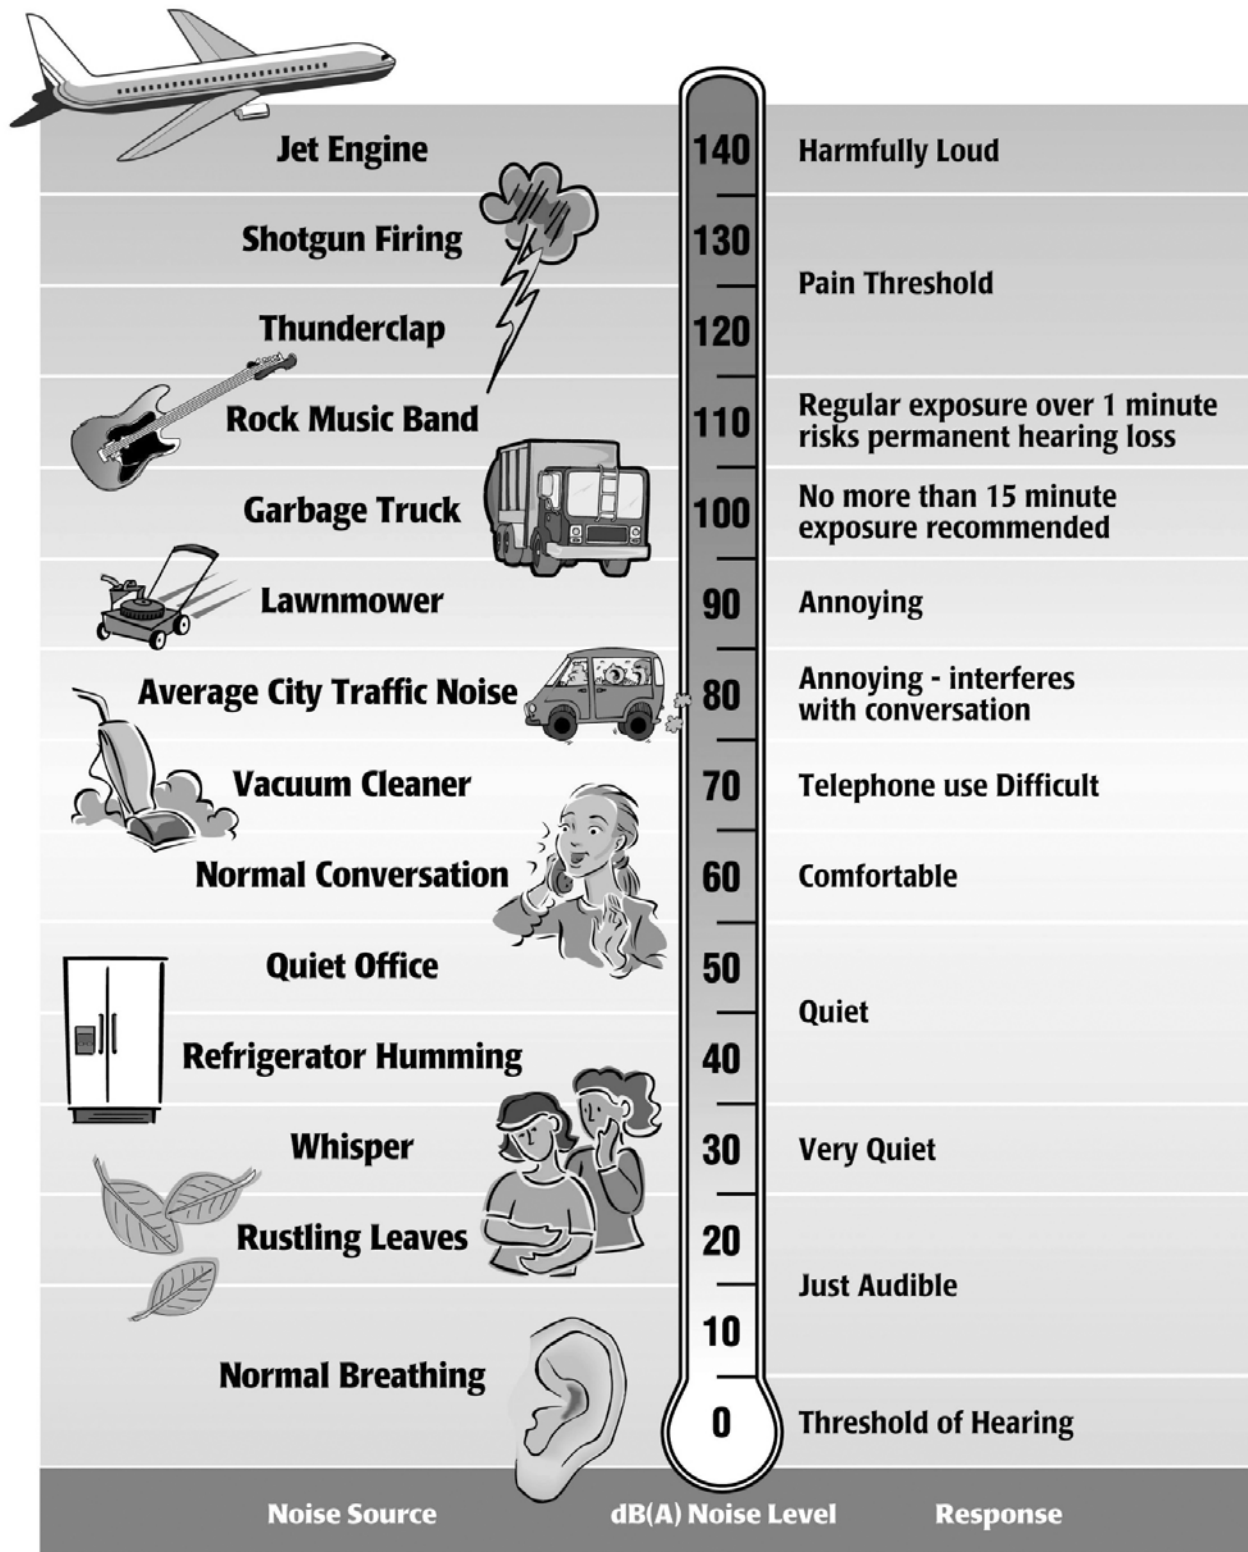 Jet Engine 140 Harmfully Loud
Shotgun Firing 130
Pain Threshold
Thunderclap 120
Rock Music Band 110 Regular exposure over 1 minute
risks permanent hearing loss
Garbage Truck 100 No more than 15 minute
exposure recommended
Lawnmower 90 Annoying
Average City Traffic Noise 80 Annoying - interferes
with conversation
Vacuum Cleaner 70 Telephone use Difficult
Normal Conversation 60 Comfortable
Quiet Office 50
Quiet
Refrigerator Humming 40
Whisper 30 Very Quiet
Rustling Leaves 20
Just Audible
10
Normal Breathing
0 Threshold of Hearing
Noise Source dB(A) Noise Level Response